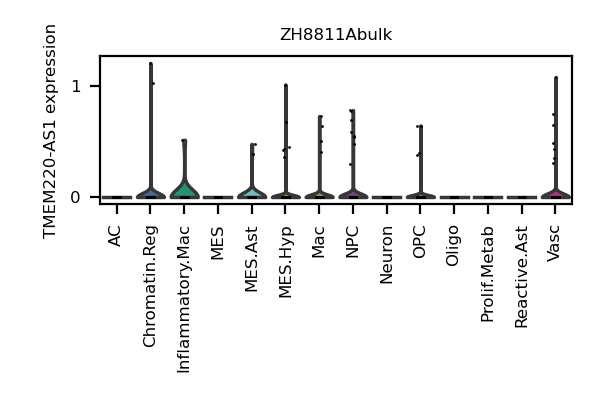 ZH8811Abulk
TMEM220-AS1 expression
1
0
AC
Chromatin.Reg
Inflammatory.Mac
MES
MES.Ast
MES.Hyp
Mac
NPC
Neuron
OPC
Oligo
Prolif.Metab
Reactive.Ast
Vasc